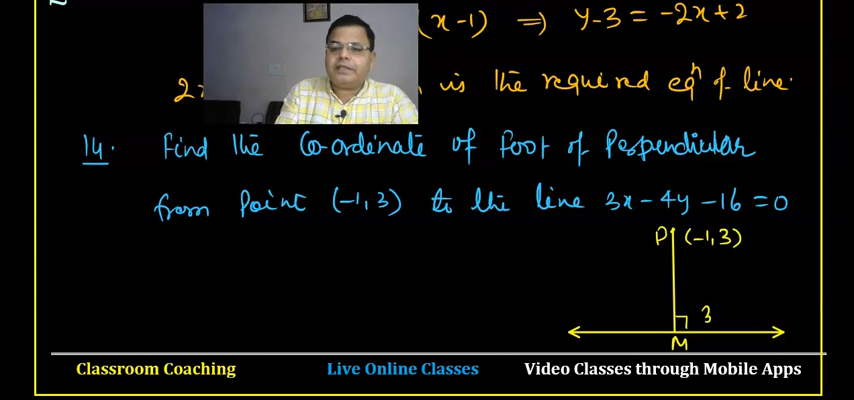 (x-1) ⇒ y-3 = -2x+2
2 is the required eqⁿ of line.
14. Find the Co-ordinate of foot of Perpendicular
from Point (-1,3) to the line 3x-4y-16=0
P (-1,3)
3
M
Classroom Coaching Live Online Classes Video Classes through Mobile Apps